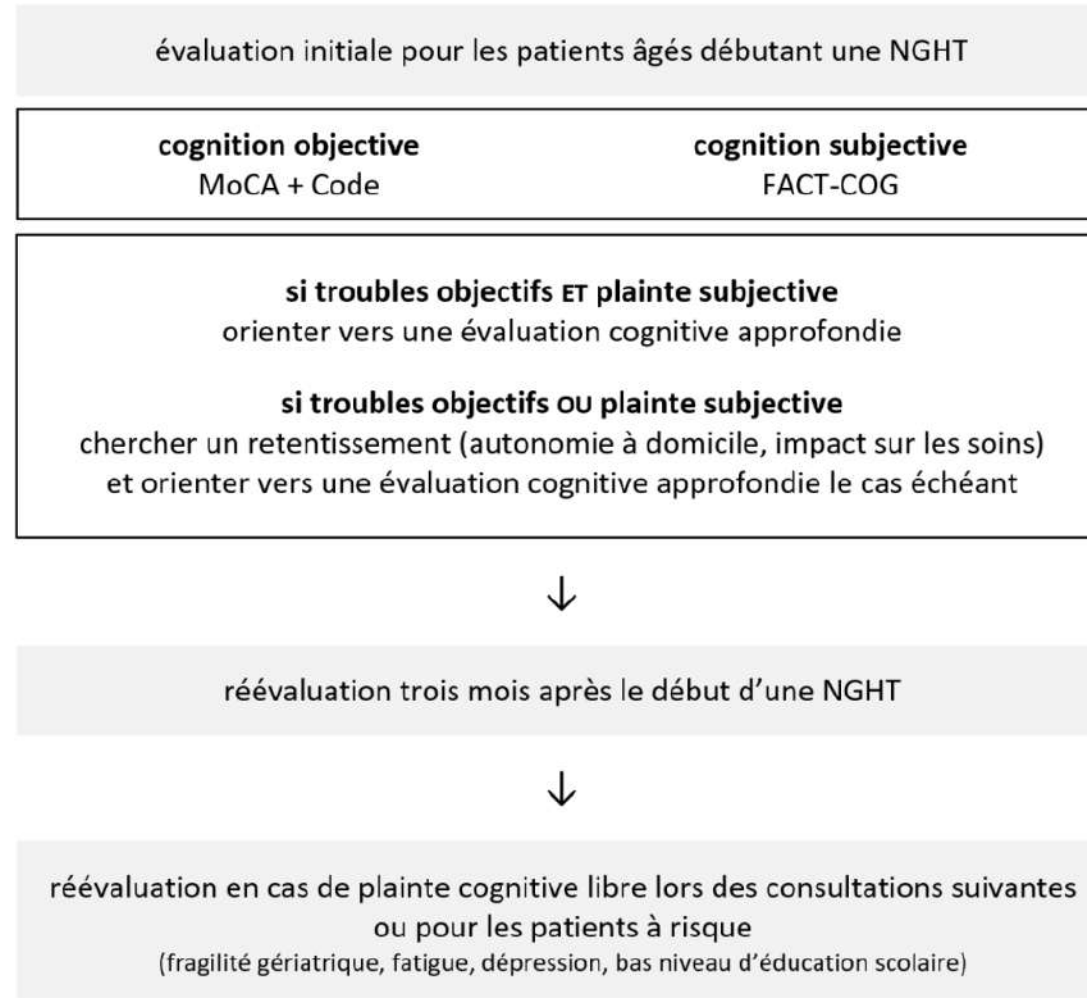 évaluation initiale pour les patients âgés débutant une NGHT
cognition objective
MoCA + Code
cognition subjective
FACT-COG
si troubles objectifs ET plainte subjective
orienter vers une évaluation cognitive approfondie
si troubles objectifs OU plainte subjective
chercher un retentissement (autonomie à domicile, impact sur les soins)
et orienter vers une évaluation cognitive approfondie le cas échéant
↓
réévaluation trois mois après le début d’une NGHT
↓
réévaluation en cas de plainte cognitive libre lors des consultations suivantes
ou pour les patients à risque
(fragilité gériatrique, fatigue, dépression, bas niveau d’éducation scolaire)